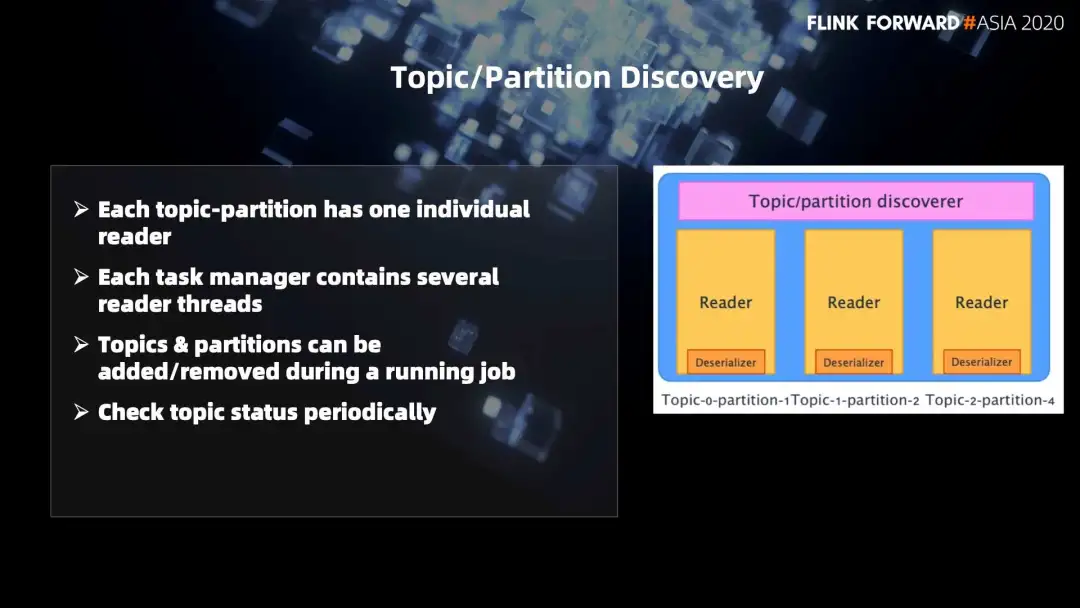 FLINK FORWARD#ASIA 2020
Topic/Partition Discovery
➢ Each topic-partition has one individual
reader
➢ Each task manager contains several
reader threads
➢ Topics & partitions can be
added/removed during a running job
➢ Check topic status periodically
Topic/partition discoverer
Reader Reader Reader
Deserializer Deserializer Deserializer
Topic-0-partition-1 Topic-1-partition-2 Topic-2-partition-4